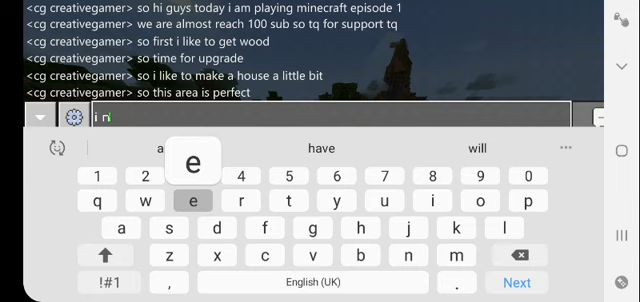 <cg creativegamer> so hi guys today i am playing minecraft episode 1
<cg creativegamer> we are almost reach 100 sub so tq for support tq
<cg creativegamer> so first i like to get wood
<cg creativegamer> so time for upgrade
<cg creativegamer> so i like to make a house a little bit
<cg creativegamer> so this area is perfect
i n
a have will
e
1 2 4 5 6 7 8 9 0
q w e r t y u i o p
a s d f g h j k l
z x c v b n m
!#1 , English (UK) . Next